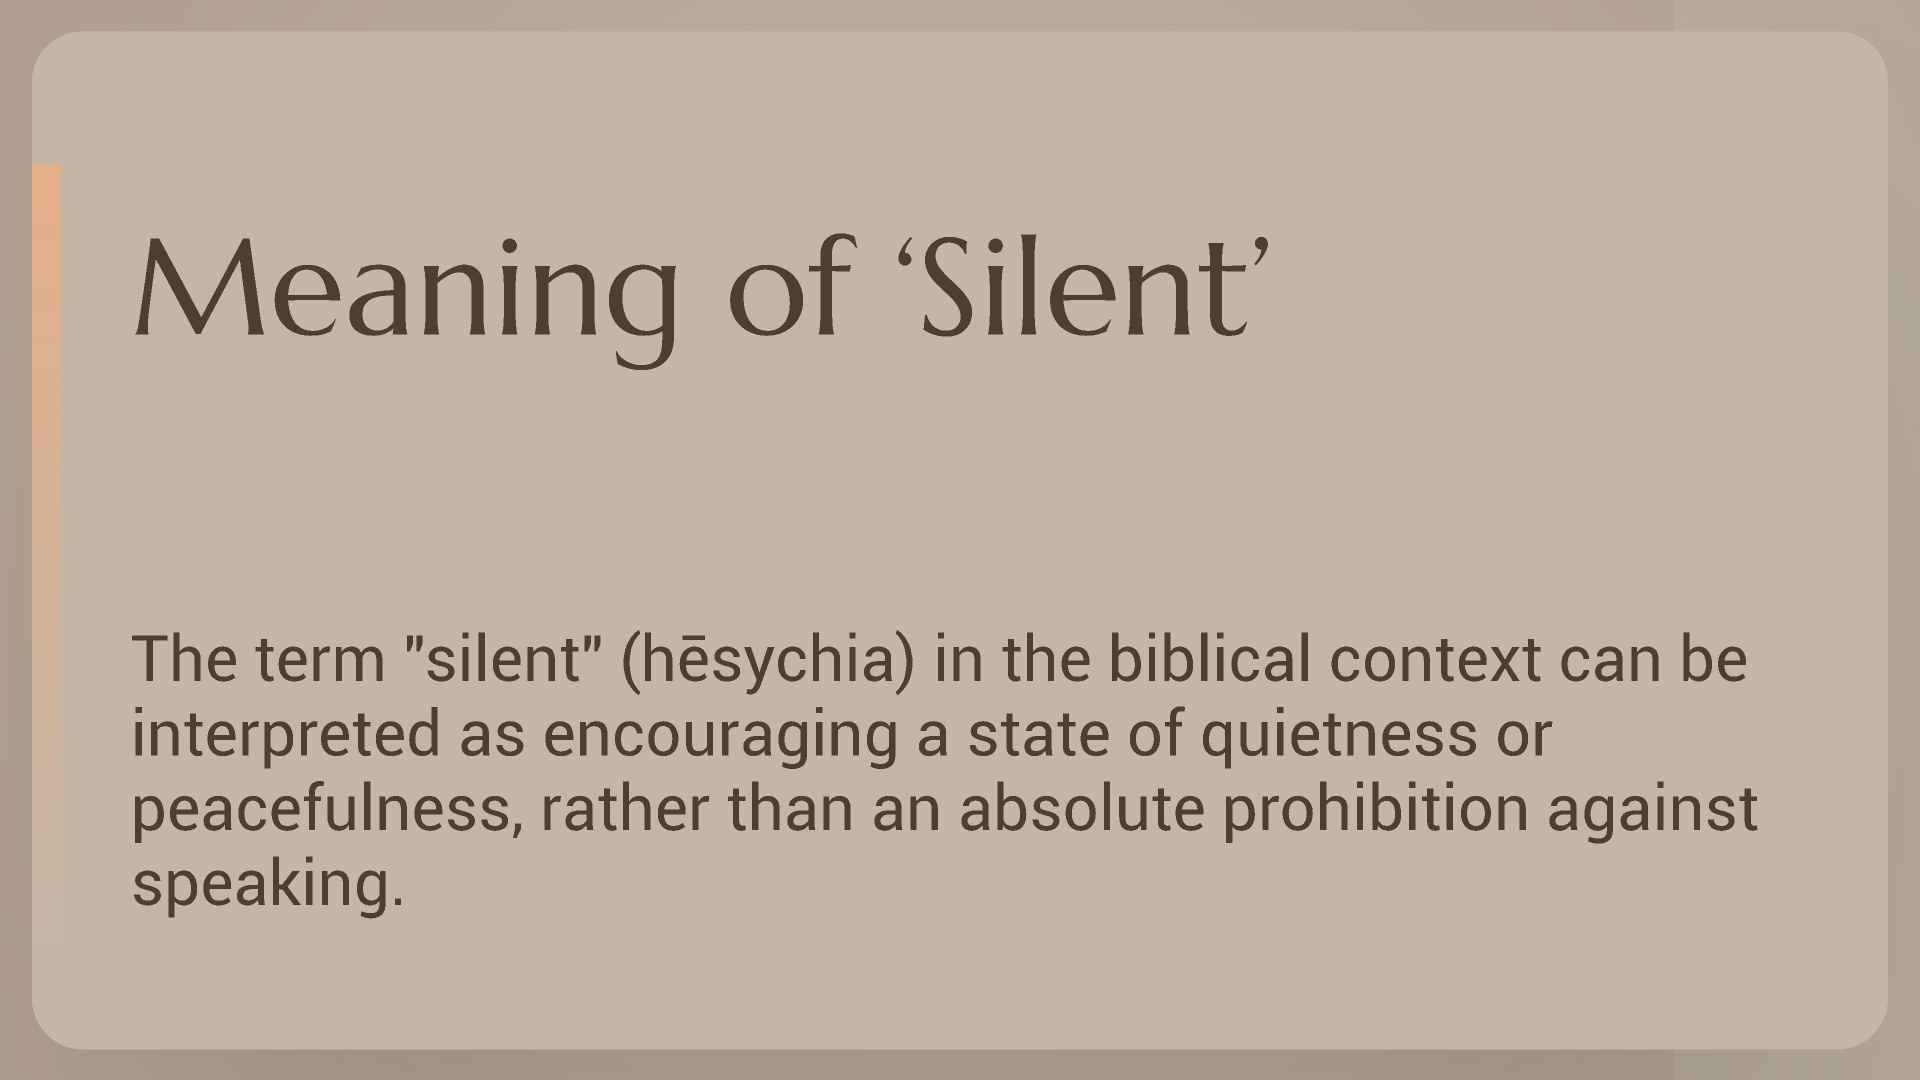 Meaning of ‘Silent’
The term "silent" (hēsychia) in the biblical context can be
interpreted as encouraging a state of quietness or
peacefulness, rather than an absolute prohibition against
speaking.